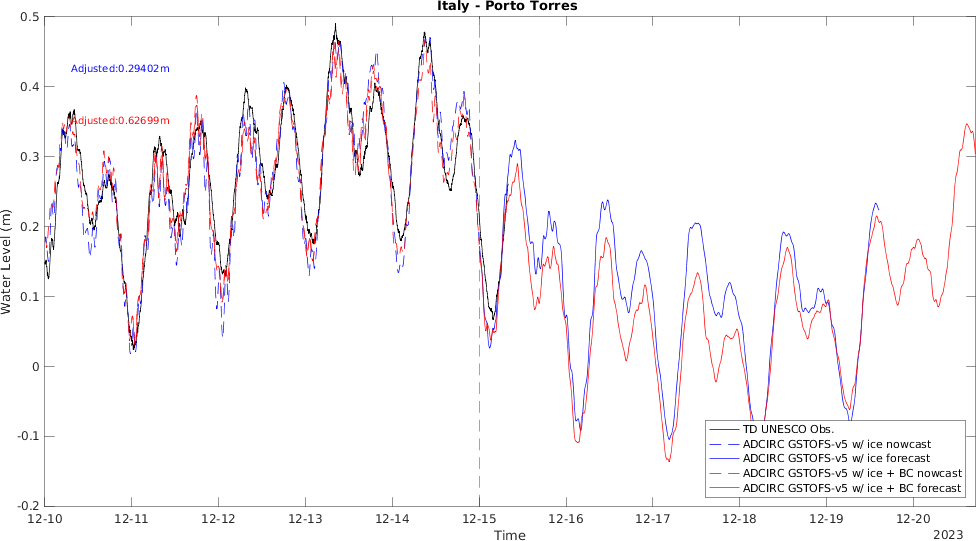 Italy - Porto Torres
Water Level (m)
0.5
0.4
0.3
0.2
0.1
0
-0.1
-0.2
Adjusted:0.29402m
Adjusted:0.62699m
TD UNESCO Obs.
ADCIRC GSTOFS-v5 w/ ice nowcast
ADCIRC GSTOFS-v5 w/ ice forecast
ADCIRC GSTOFS-v5 w/ ice + BC nowcast
ADCIRC GSTOFS-v5 w/ ice + BC forecast
12-10 12-11 12-12 12-13 12-14 12-15 12-16 12-17 12-18 12-19 12-20
Time
2023